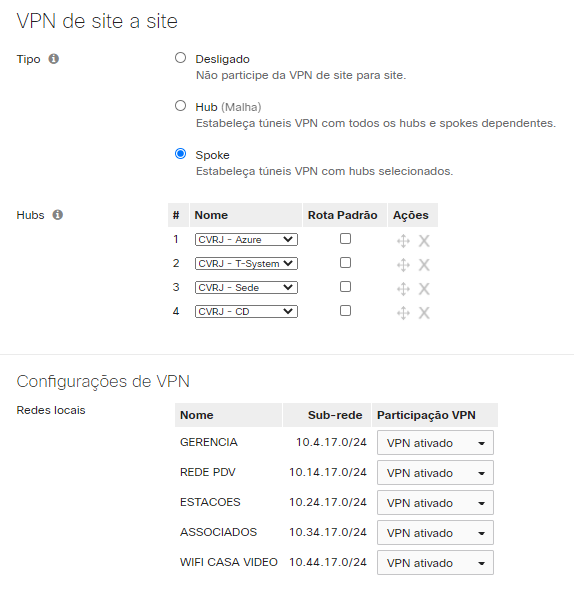 VPN de site a site
Tipo
Desligado
Não participe da VPN de site para site.
Hub (Malha)
Estabeleça túneis VPN com todos os hubs e spokes dependentes.
Spoke
Estabeleça túneis VPN com hubs selecionados.
Hubs
# Nome Rota Padrão Ações
1 CVRJ - Azure
2 CVRJ - T-System
3 CVRJ - Sede
4 CVRJ - CD
Configurações de VPN
Redes locais
Nome Sub-rede Participação VPN
GERENCIA 10.4.17.0/24 VPN ativado
REDE PDV 10.14.17.0/24 VPN ativado
ESTACOES 10.24.17.0/24 VPN ativado
ASSOCIADOS 10.34.17.0/24 VPN ativado
WIFI CASA VIDEO 10.44.17.0/24 VPN ativado